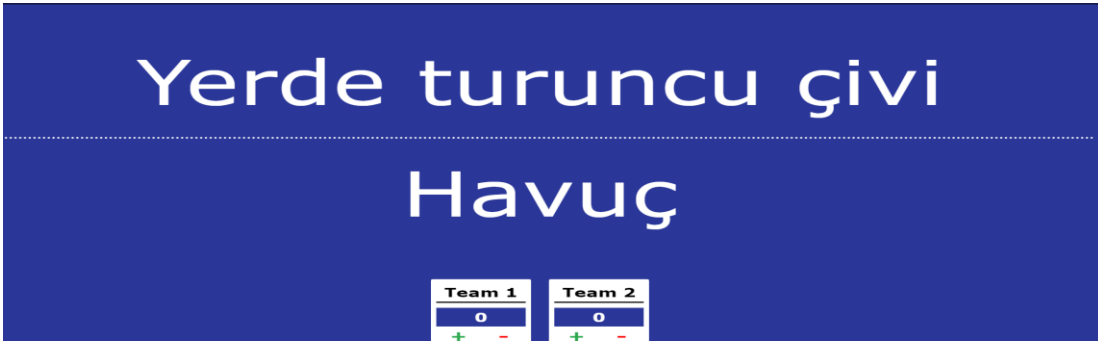 Yerde turuncu çivi
Havuç
Team 1 Team 2
0 0
+ - + -